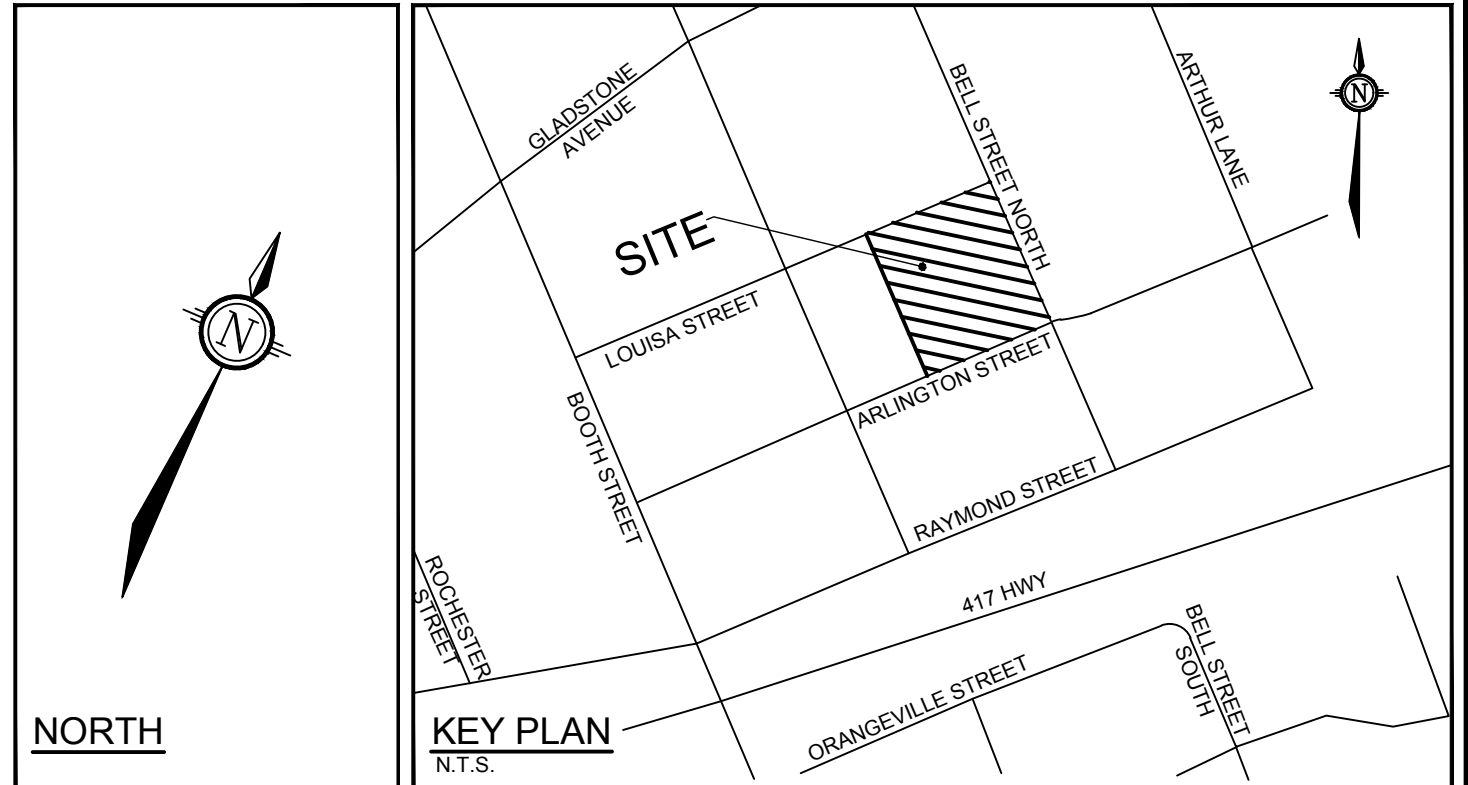 N
NORTH
GLADSTONE
AVENUE
BELL STREET NORTH
ARTHUR LANE
N
SITE
LOUISA STREET
ARLINGTON STREET
BOOTH STREET
RAYMOND STREET
ROCHESTER
STREET
417 HWY
ORANGEVILLE STREET
BELL STREET
SOUTH
KEY PLAN
N.T.S.